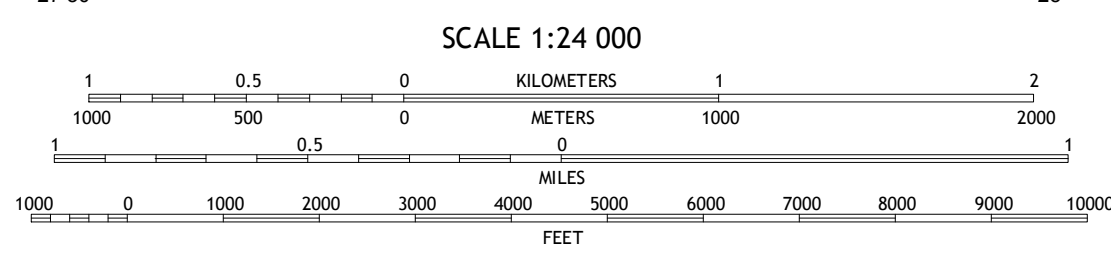 SCALE 1:24 000
1 0.5 0 KILOMETERS 1 2
1000 500 0 METERS 1000 2000
1 0.5 0 1
MILES
1000 0 1000 2000 3000 4000 5000 6000 7000 8000 9000 10000
FEET